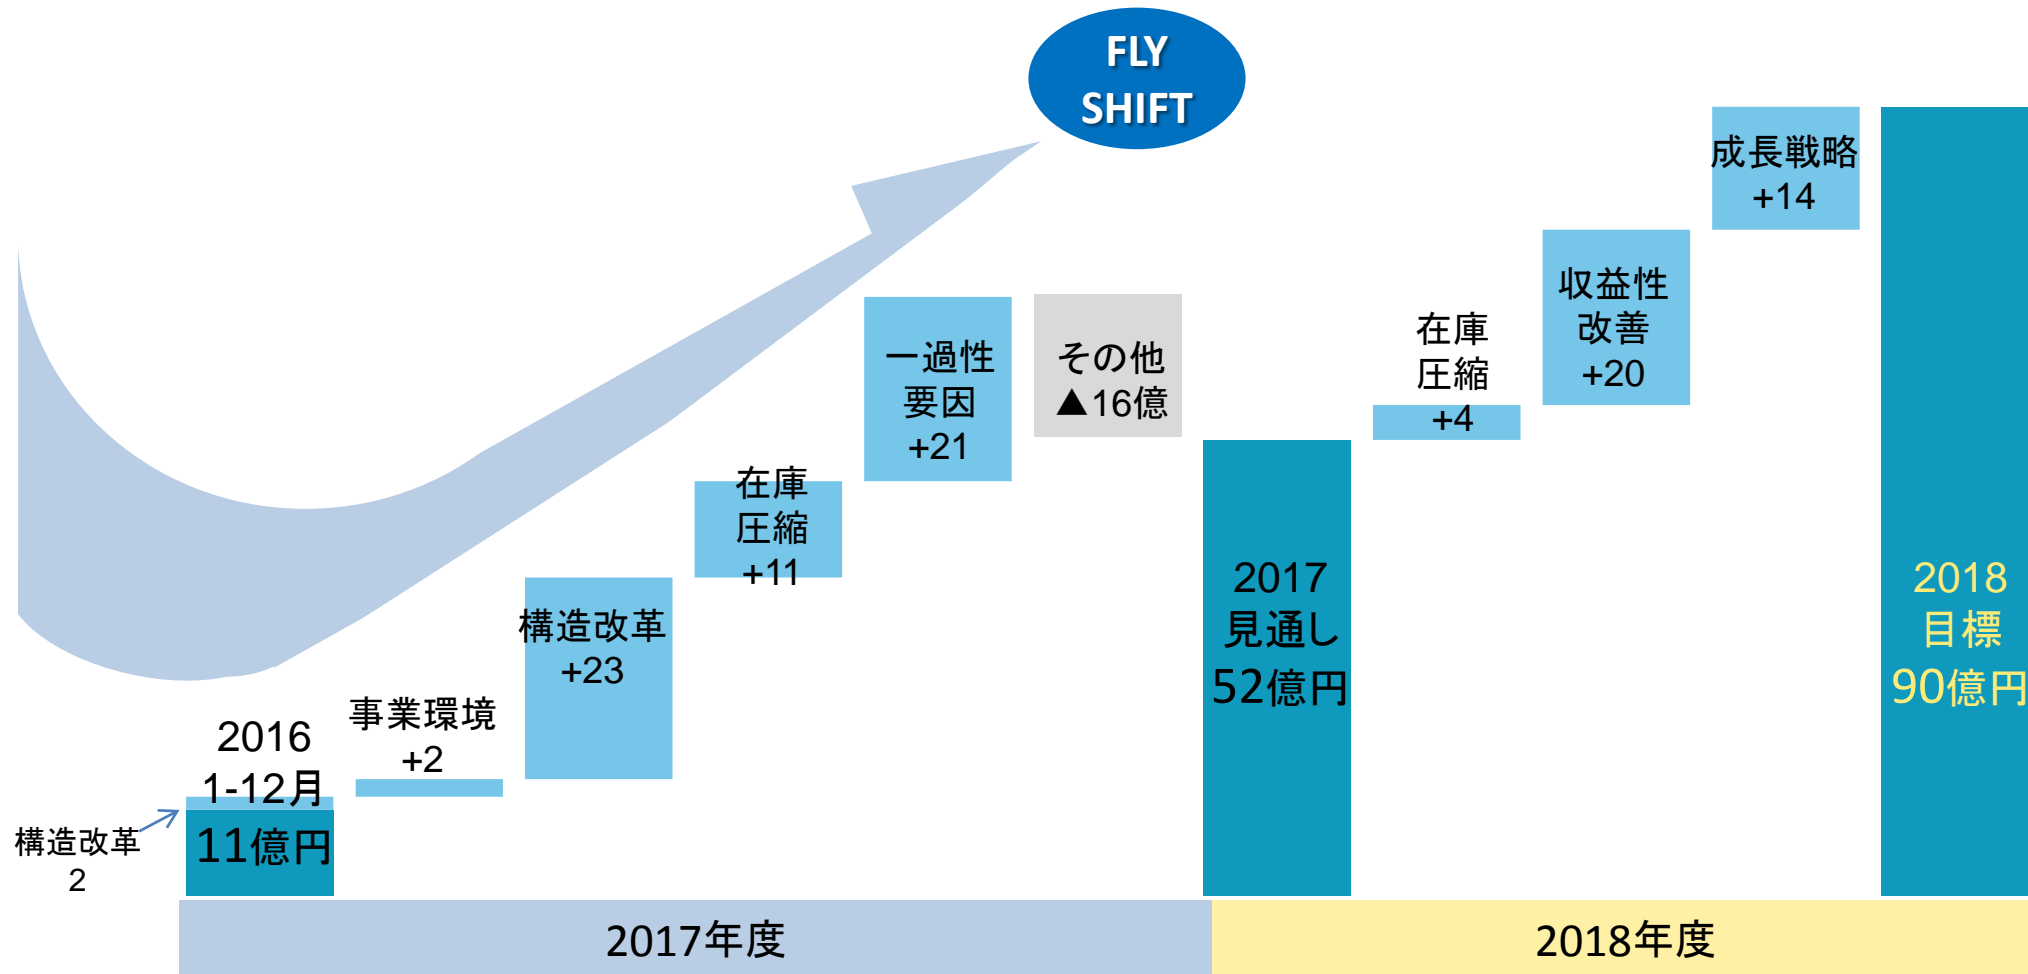 FLY
SHIFT
構造改革
2
2016
1-12月
11億円
事業環境
+2
構造改革
+23
在庫
圧縮
+11
一過性
要因
+21
その他
▲16億
2017
見通し
52億円
在庫
圧縮
+4
収益性
改善
+20
成長戦略
+14
2018
目標
90億円
2017年度
2018年度